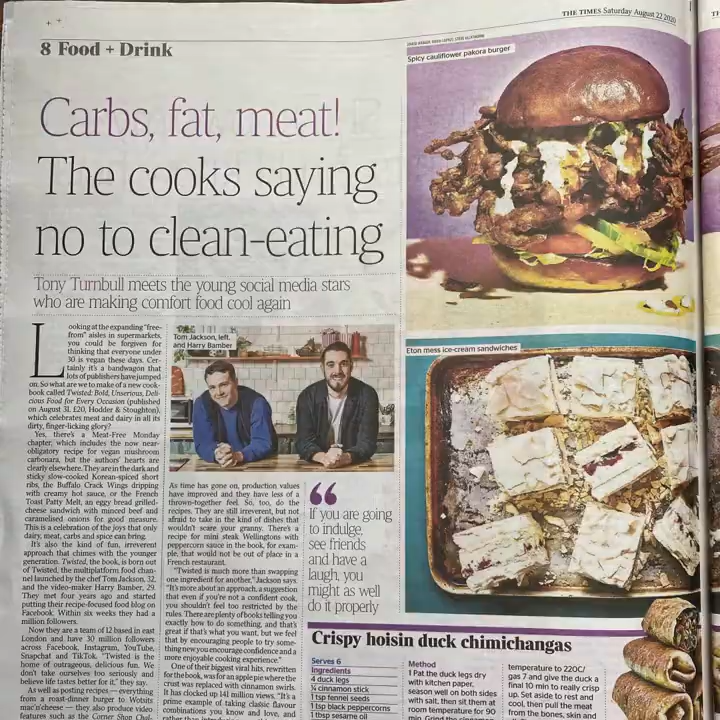 THE TIMES Saturday August 22 2020
8 Food + Drink
Carbs, fat, meat!
The cooks saying
no to clean-eating
Tony Turnbull meets the young social media stars
who are making comfort food cool again
Spicy cauliflower pakora burger
Eton mess ice-cream sandwiches
Tom Jackson, left,
and Harry Bamber
Looking at the expanding "free-
from" aisles in supermarkets,
you could be forgiven for
thinking that everyone under
30 is vegan these days. Cer-
tainly it's a bandwagon that
lots of publishers have jumped
on. So what are we to make of a new cook-
book called Twisted: Bold, Unserious, Deli-
cious Food for Every Occasion (published
on August 31, £20, Hodder & Stoughton),
which celebrates meat and dairy in all its
dirty, finger-licking glory?
Yes, there's a Meat-Free Monday
chapter, which includes the now near-
obligatory recipe for vegan mushroom
carbonara, but the authors' hearts are
clearly elsewhere. They are in the dark and
sticky slow-cooked Korean-spiced short
ribs, the Buffalo Crack Wings dripping
with creamy hot sauce, or the French
Toast Patty Melt, an eggy bread grilled-
cheese sandwich with minced beef and
caramelised onions for good measure.
This is a celebration of the joys that only
dairy, meat, carbs and spice can bring.
It's also the kind of fun, irreverent
approach that chimes with the younger
generation. Twisted, the book, is born out
of Twisted, the multiplatform food chan-
nel launched by the chef Tom Jackson, 32,
and the video-maker Harry Bamber, 29.
They met four years ago and started
putting their recipe-focused food blog on
Facebook. Within six weeks they had a
million followers.
Now they are a team of 12 based in east
London and have 30 million followers
across Facebook, Instagram, YouTube,
Snapchat and TikTok. "Twisted is the
home of outrageous, delicious fun. We
don't take ourselves too seriously and
believe life tastes better for it," they say.
As well as posting recipes — everything
from a roast-dinner burger to Wotsits
mac'n'cheese — they also produce video
features such as the Corner Shop Chal-
As time has gone on, production values
have improved and they have less of a
thrown-together feel. So, too, do the
recipes. They are still irreverent, but not
afraid to take in the kind of dishes that
wouldn't scare your granny. There's a
recipe for mini steak Wellingtons with
peppercorn sauce in the book, for exam-
ple, that would not be out of place in a
French restaurant.
"Twisted is much more than swapping
one ingredient for another," Jackson says.
"It's more about an approach, a suggestion
that even if you're not a confident cook,
you shouldn't feel too restricted by the
rules. There are plenty of books telling you
exactly how to do something, and that's
great if that's what you want, but we feel
that by encouraging people to try some-
thing new you encourage confidence and a
more enjoyable cooking experience."
One of their biggest viral hits, rewritten
for the book, was for an apple pie where the
crust was replaced with cinnamon swirls.
It has clocked up 141 million views. "It's a
prime example of taking classic flavour
combinations you know and love, and
“
If you are going
to indulge,
see friends
and have a
laugh, you
might as well
do it properly
Crispy hoisin duck chimichangas
Serves 6
Ingredients
4 duck legs
¼ cinnamon stick
1 tsp fennel seeds
1 tsp black peppercorns
1 tbsp sesame oil
Method
1 Pat the duck legs dry
with kitchen paper,
season well on both sides
with salt, then sit them at
room temperature for 90
min. Grind the cinnamon
temperature to 220C/
gas 7 and give the duck a
final 10 min to really crisp
up. Set aside to rest and
cool, then pull the meat
from the bones, skin and